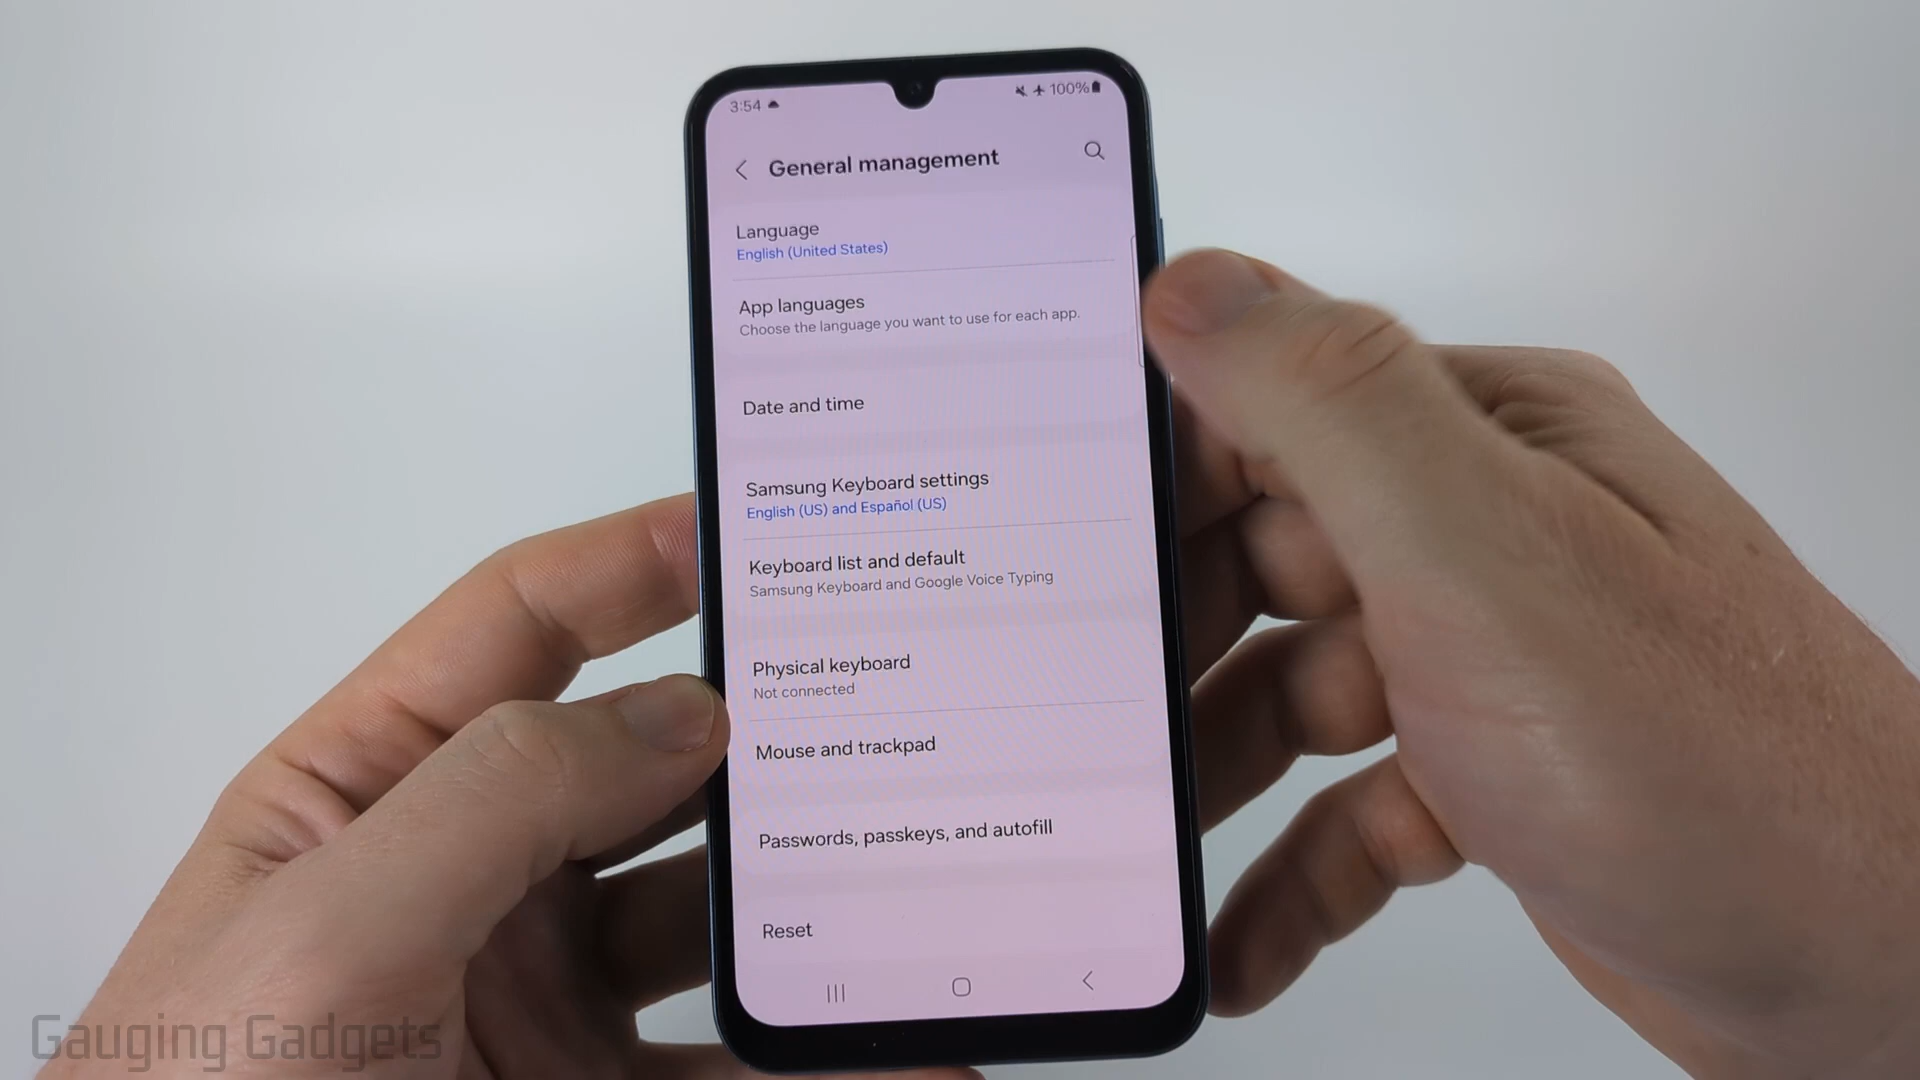 3:54
100%
General management
Language
English (United States)
App languages
Choose the language you want to use for each app.
Date and time
Samsung Keyboard settings
English (US) and Español (US)
Keyboard list and default
Samsung Keyboard and Google Voice Typing
Physical keyboard
Not connected
Mouse and trackpad
Passwords, passkeys, and autofill
Reset
Gauging Gadgets